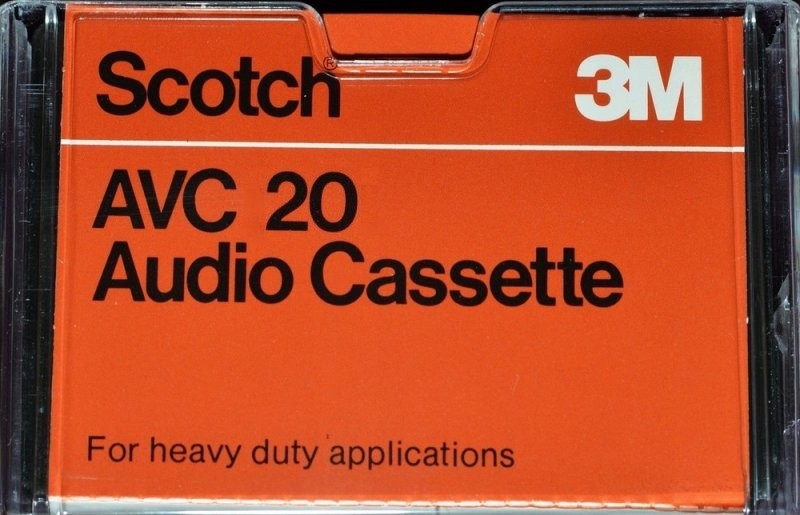 Scotch® 3M
AVC 20
Audio Cassette
For heavy duty applications